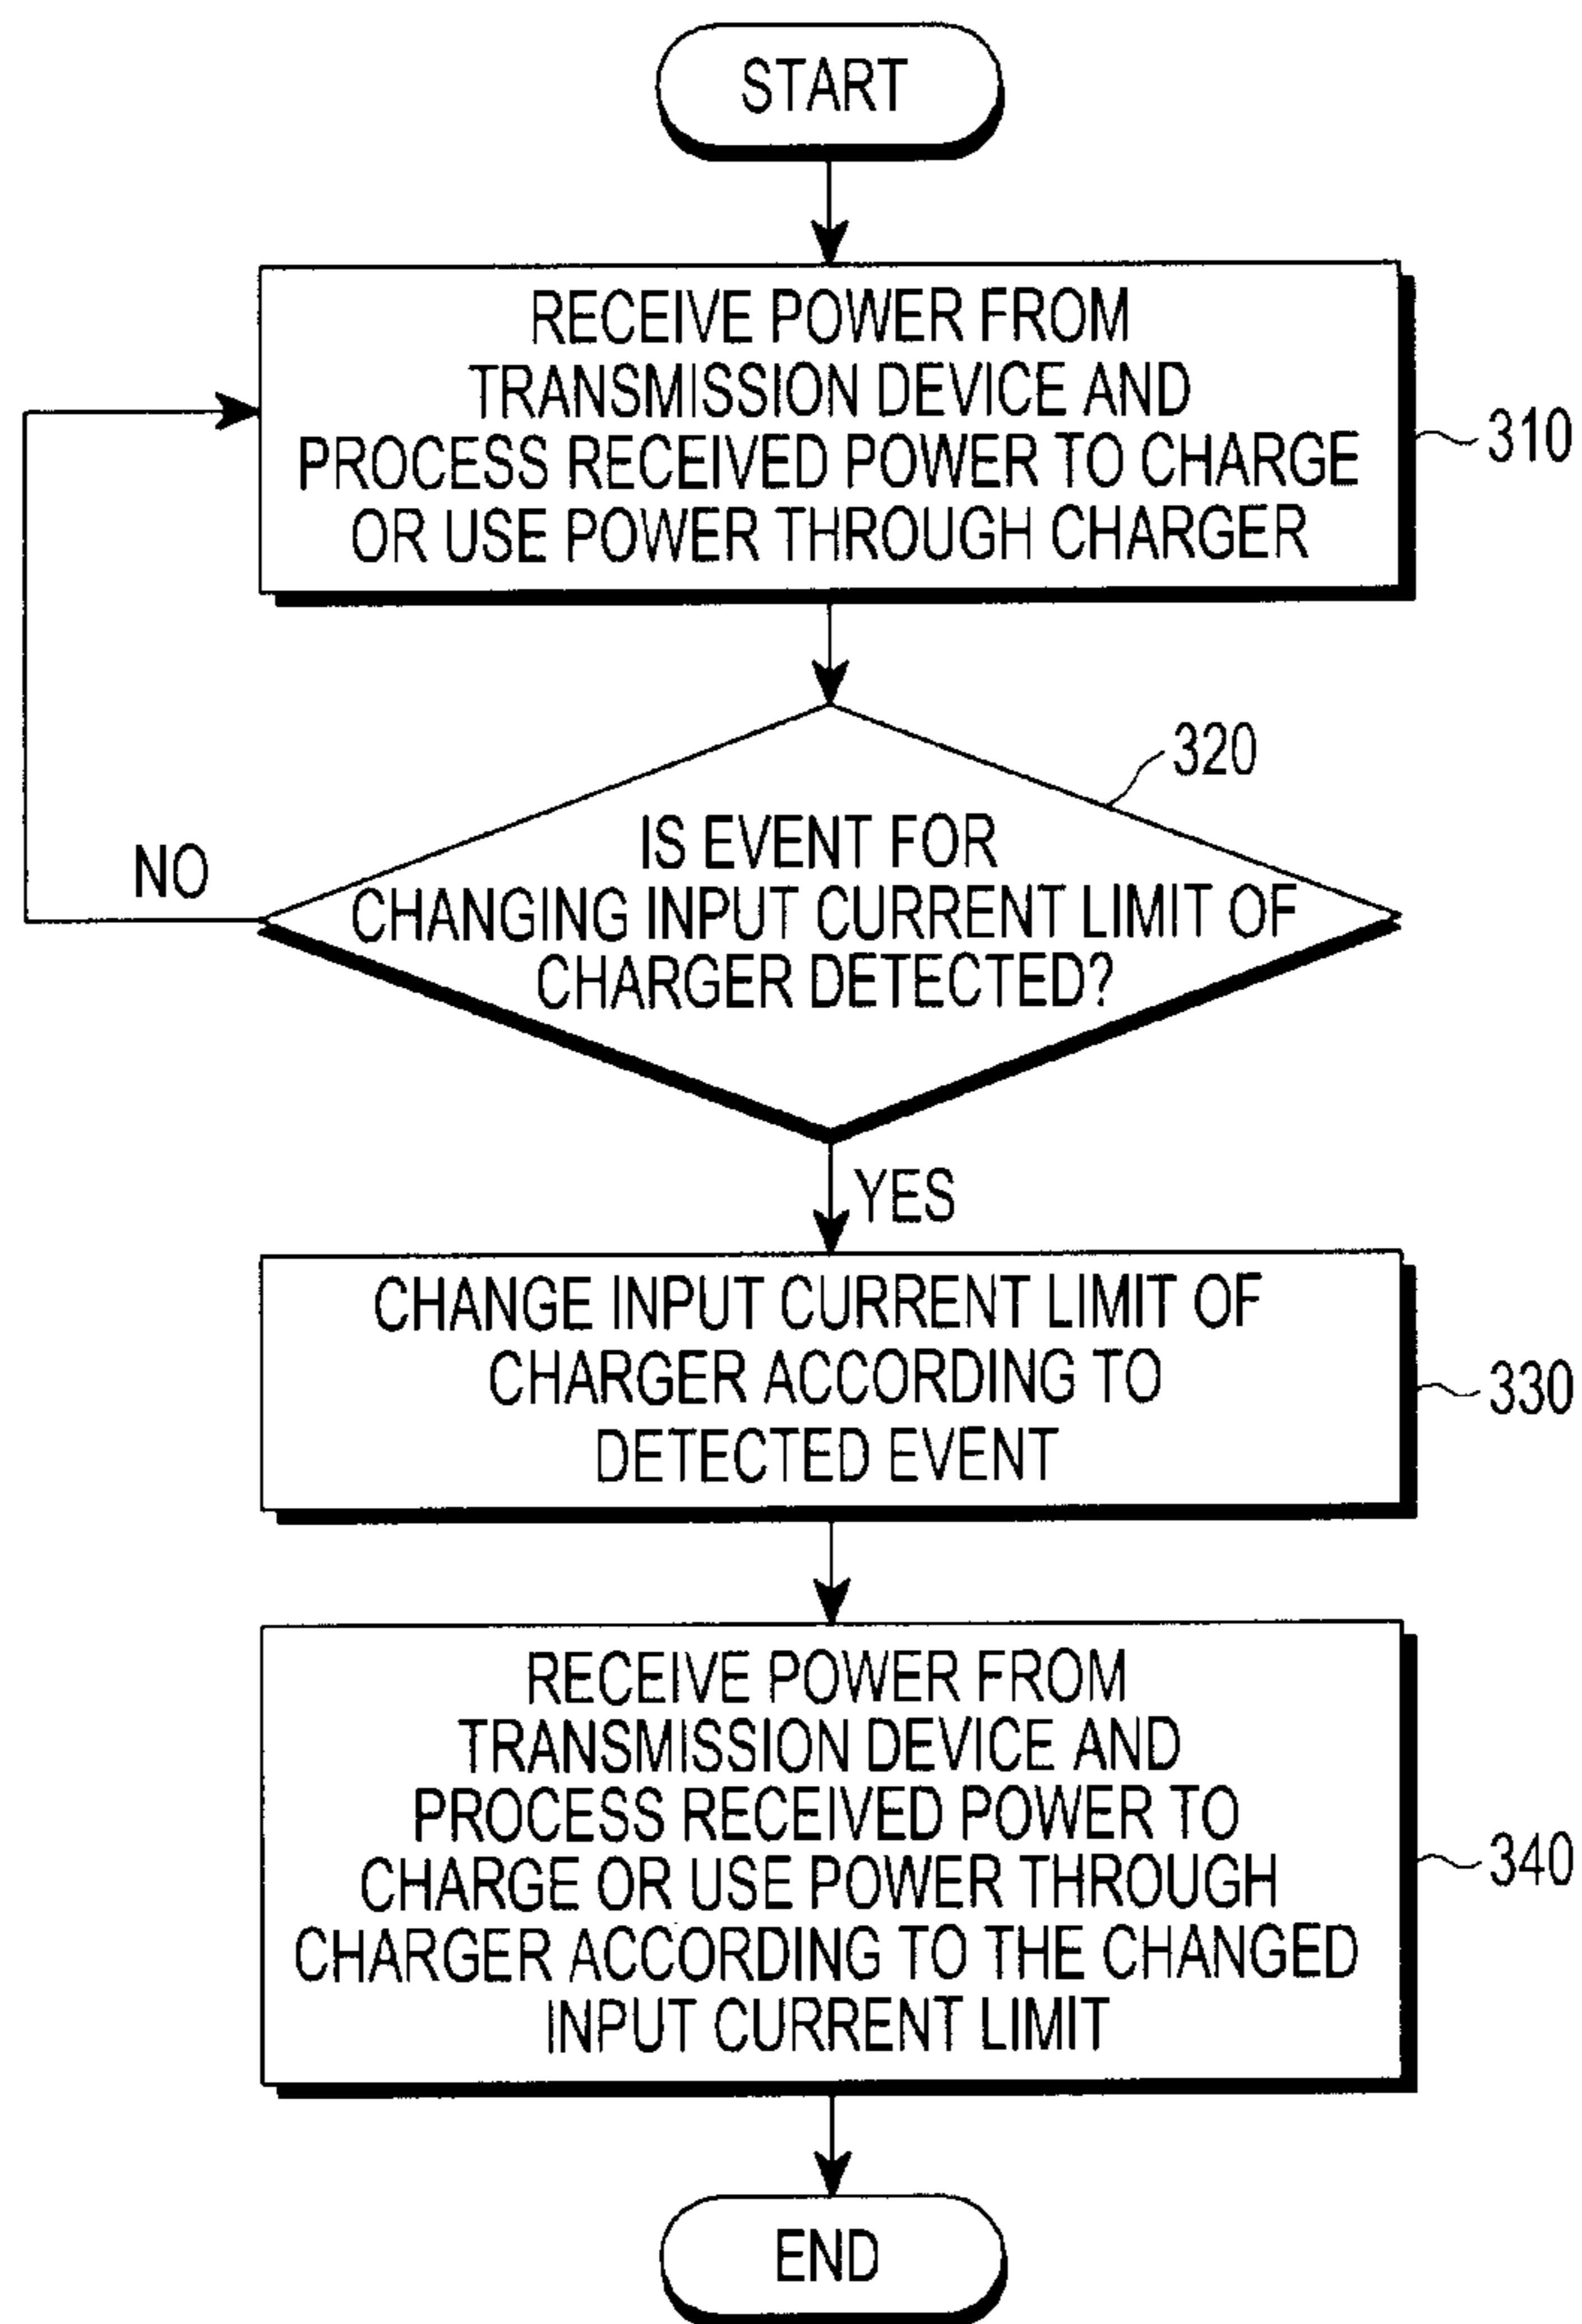 START
RECEIVE POWER FROM
TRANSMISSION DEVICE AND
PROCESS RECEIVED POWER TO CHARGE
OR USE POWER THROUGH CHARGER
310
320
IS EVENT FOR
CHANGING INPUT CURRENT LIMIT OF
CHARGER DETECTED?
NO
YES
CHANGE INPUT CURRENT LIMIT OF
CHARGER ACCORDING TO
DETECTED EVENT
330
RECEIVE POWER FROM
TRANSMISSION DEVICE AND
PROCESS RECEIVED POWER TO
CHARGE OR USE POWER THROUGH
CHARGER ACCORDING TO THE CHANGED
INPUT CURRENT LIMIT
340
END